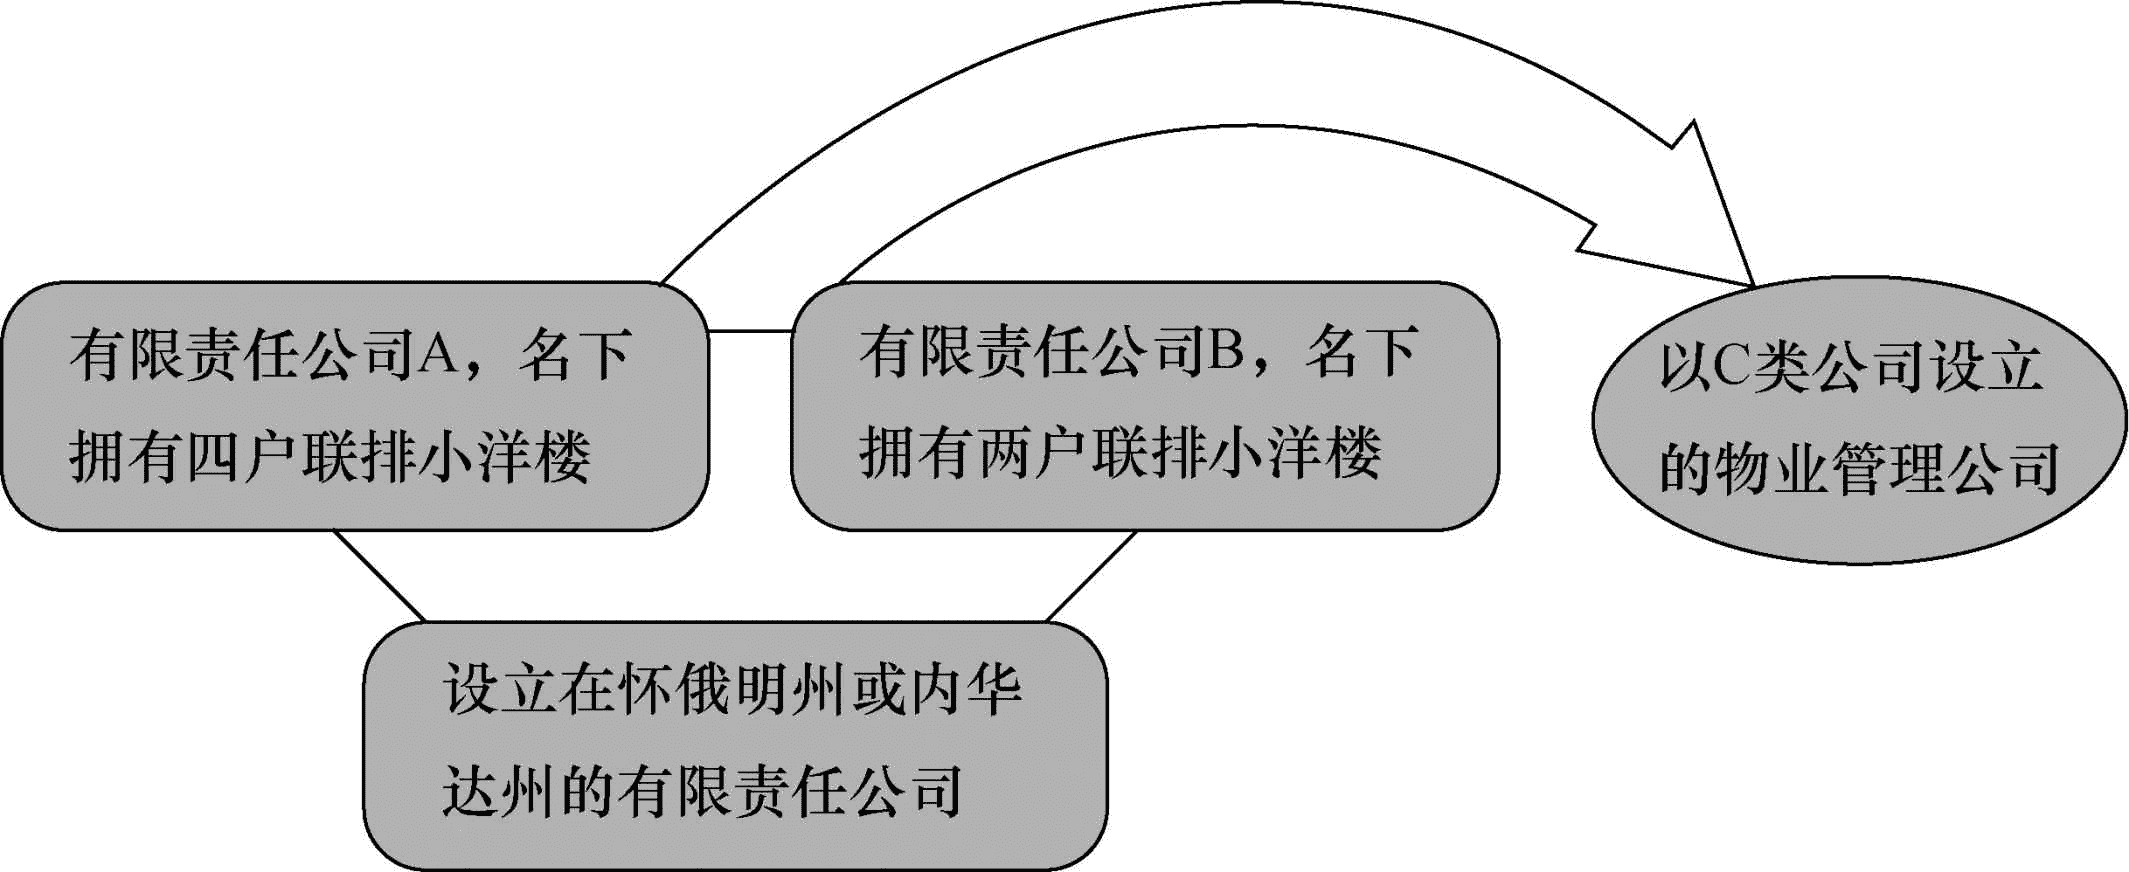 有限责任公司A，名下
拥有四户联排小洋楼
有限责任公司B，名下
拥有两户联排小洋楼
以C类公司设立
的物业管理公司
设立在怀俄明州或内华
达州的有限责任公司